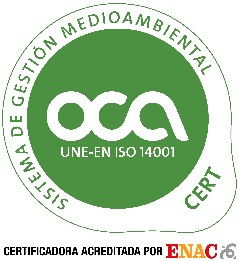 SISTEMA DE GESTIÓN MEDIOAMBIENTAL
oca
UNE-EN ISO 14001
CERT
CERTIFICADORA ACREDITADA POR ENAC